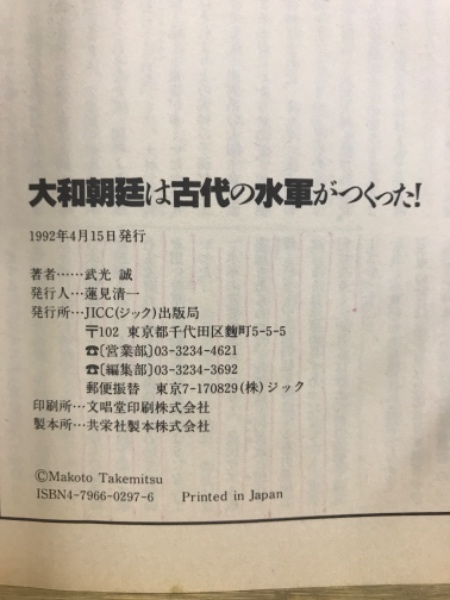 大和朝廷は古代の水軍がつくった!
1992年4月15日発行
著者……武光 誠
発行人…蓮見清一
発行所…JICC(ジック)出版局
〒102 東京都千代田区麴町5-5-5
☎〔営業部〕03-3234-4621
☎〔編集部〕03-3234-3692
郵便振替 東京7-170829(株)ジック
印刷所…文唱堂印刷株式会社
製本所…共栄社製本株式会社
©Makoto Takemitsu
ISBN4-7966-0297-6 Printed in Japan